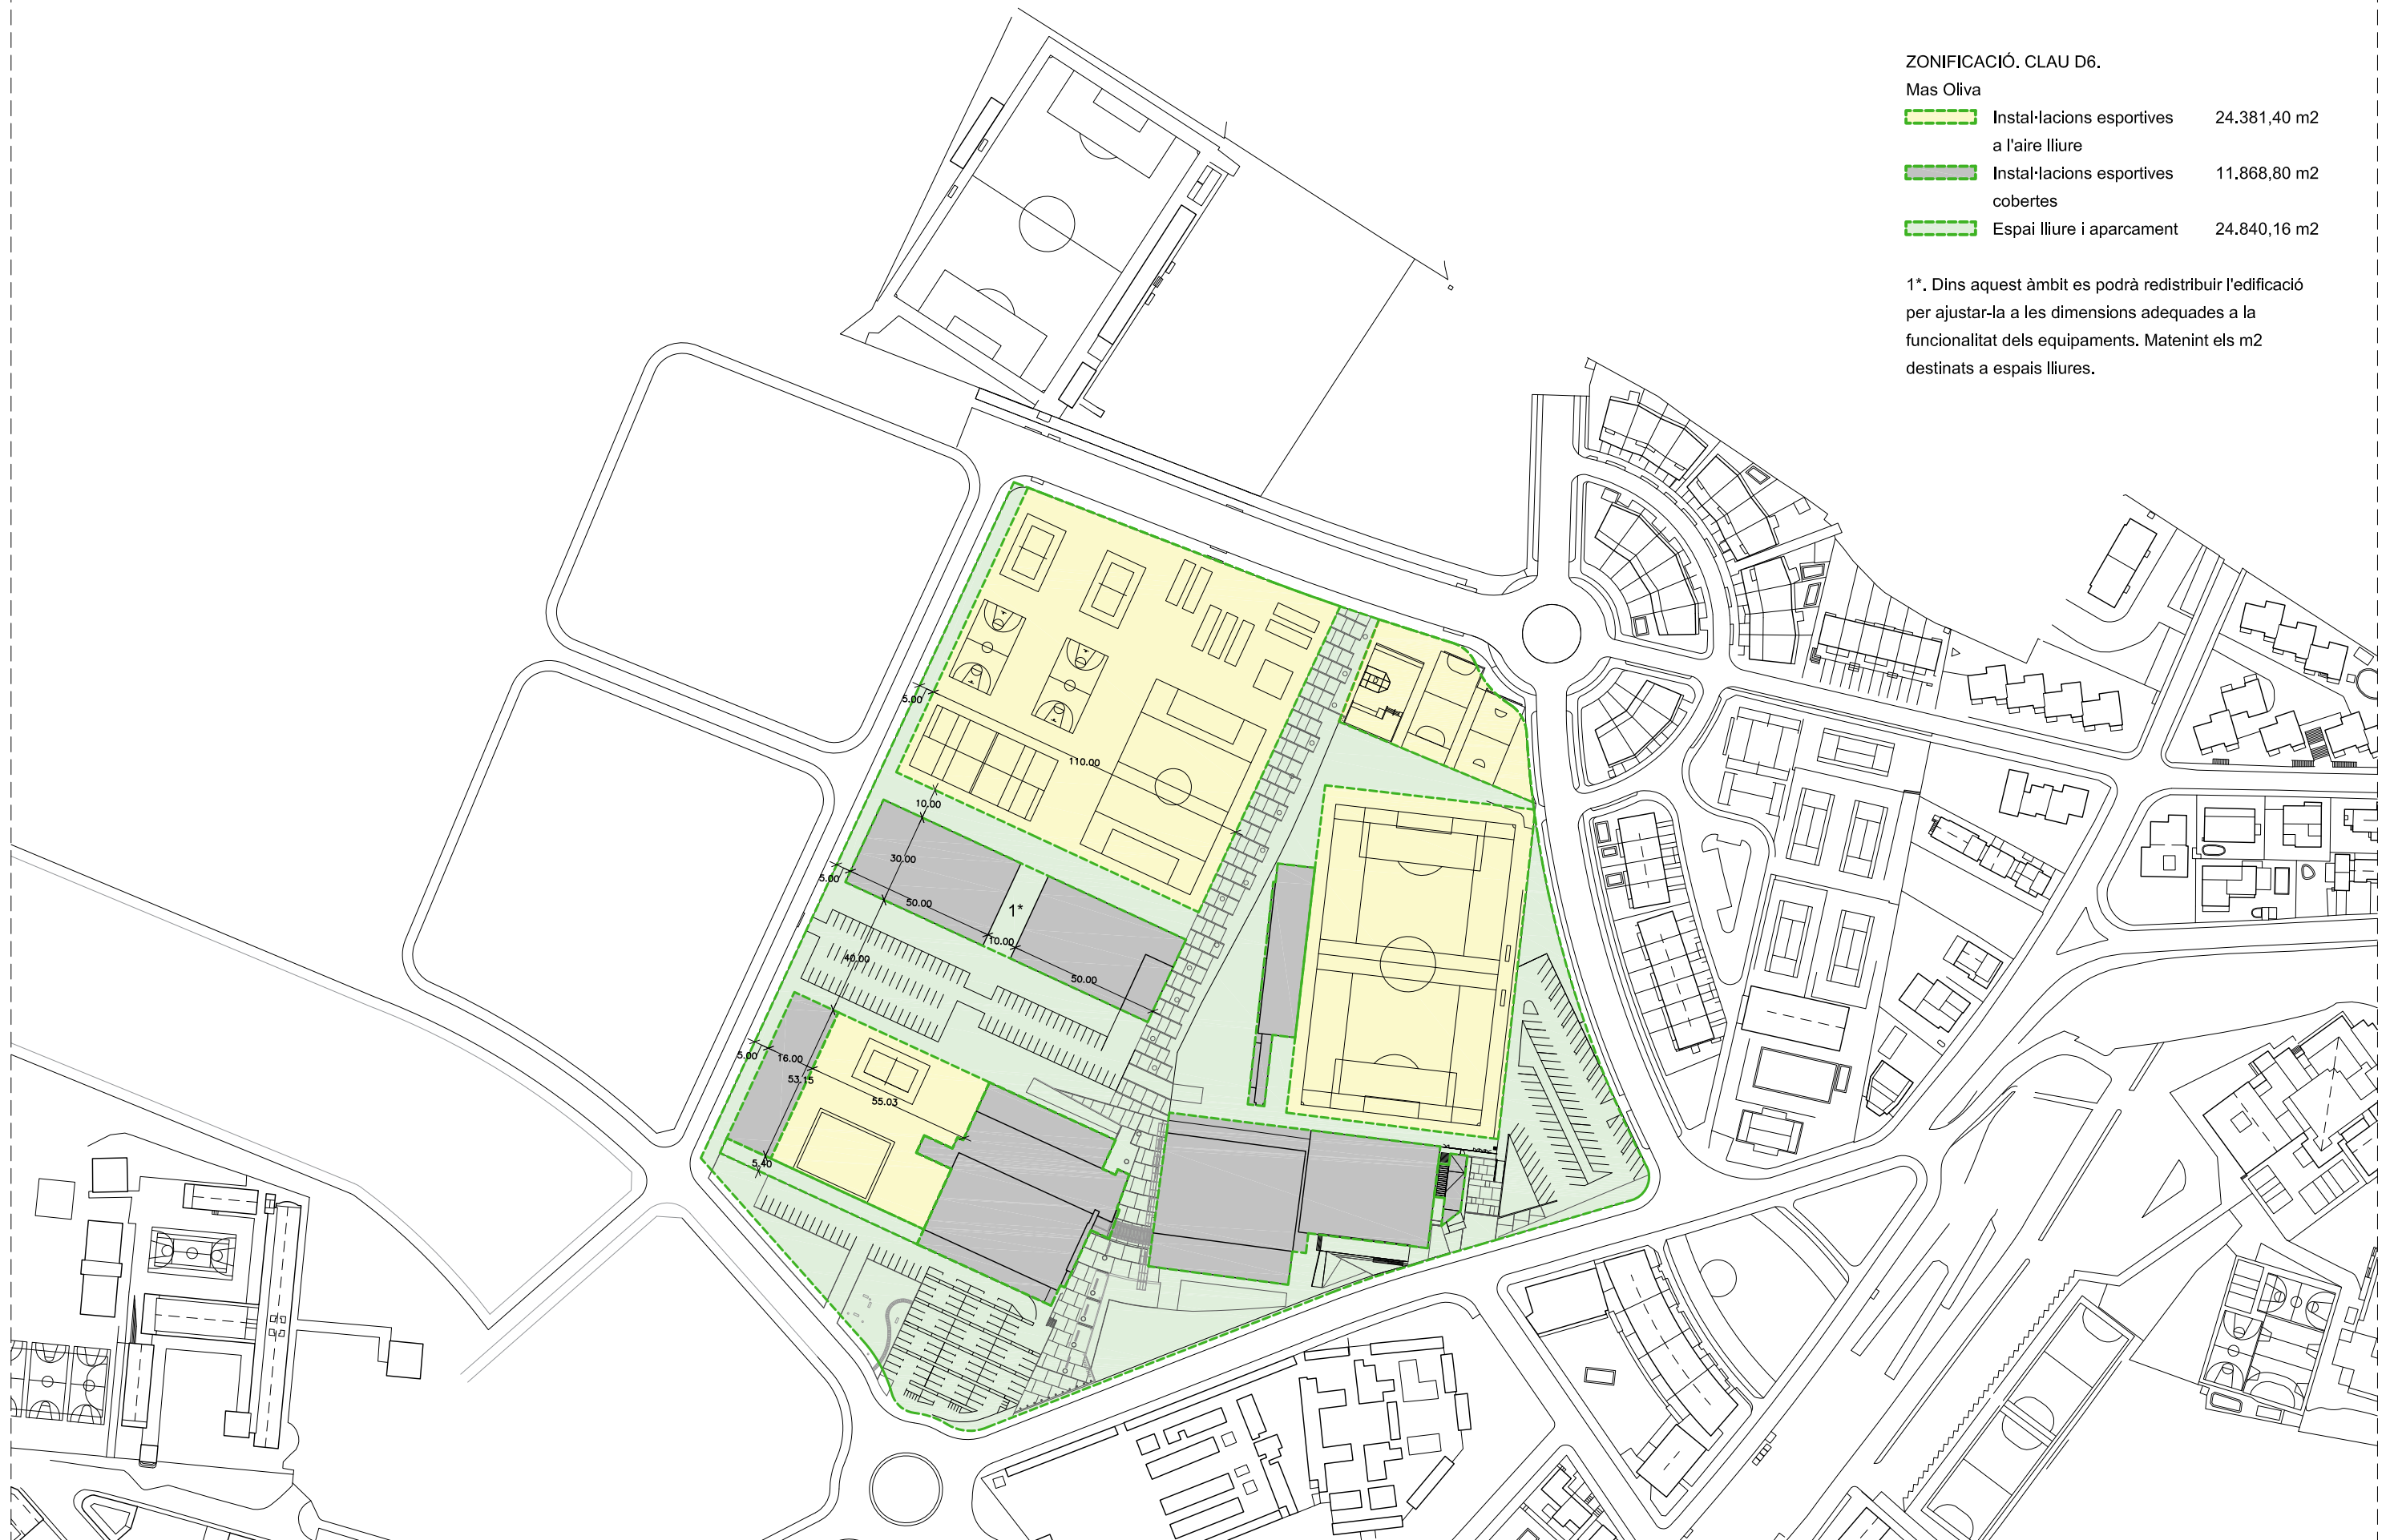 ZONIFICACIÓ. CLAU D6.
Mas Oliva
Instal·lacions esportives 24.381,40 m2
a l'aire lliure
Instal·lacions esportives 11.868,80 m2
cobertes
Espai lliure i aparcament 24.840,16 m2
1*. Dins aquest àmbit es podrà redistribuir l'edificació
per ajustar-la a les dimensions adequades a la
funcionalitat dels equipaments. Matenint els m2
destinats a espais lliures.
5.00
110.00
10.00
30.00
5.00
50.00
1*
10.00
40.00
50.00
5.00
16.00
53.15
55.03
5.40